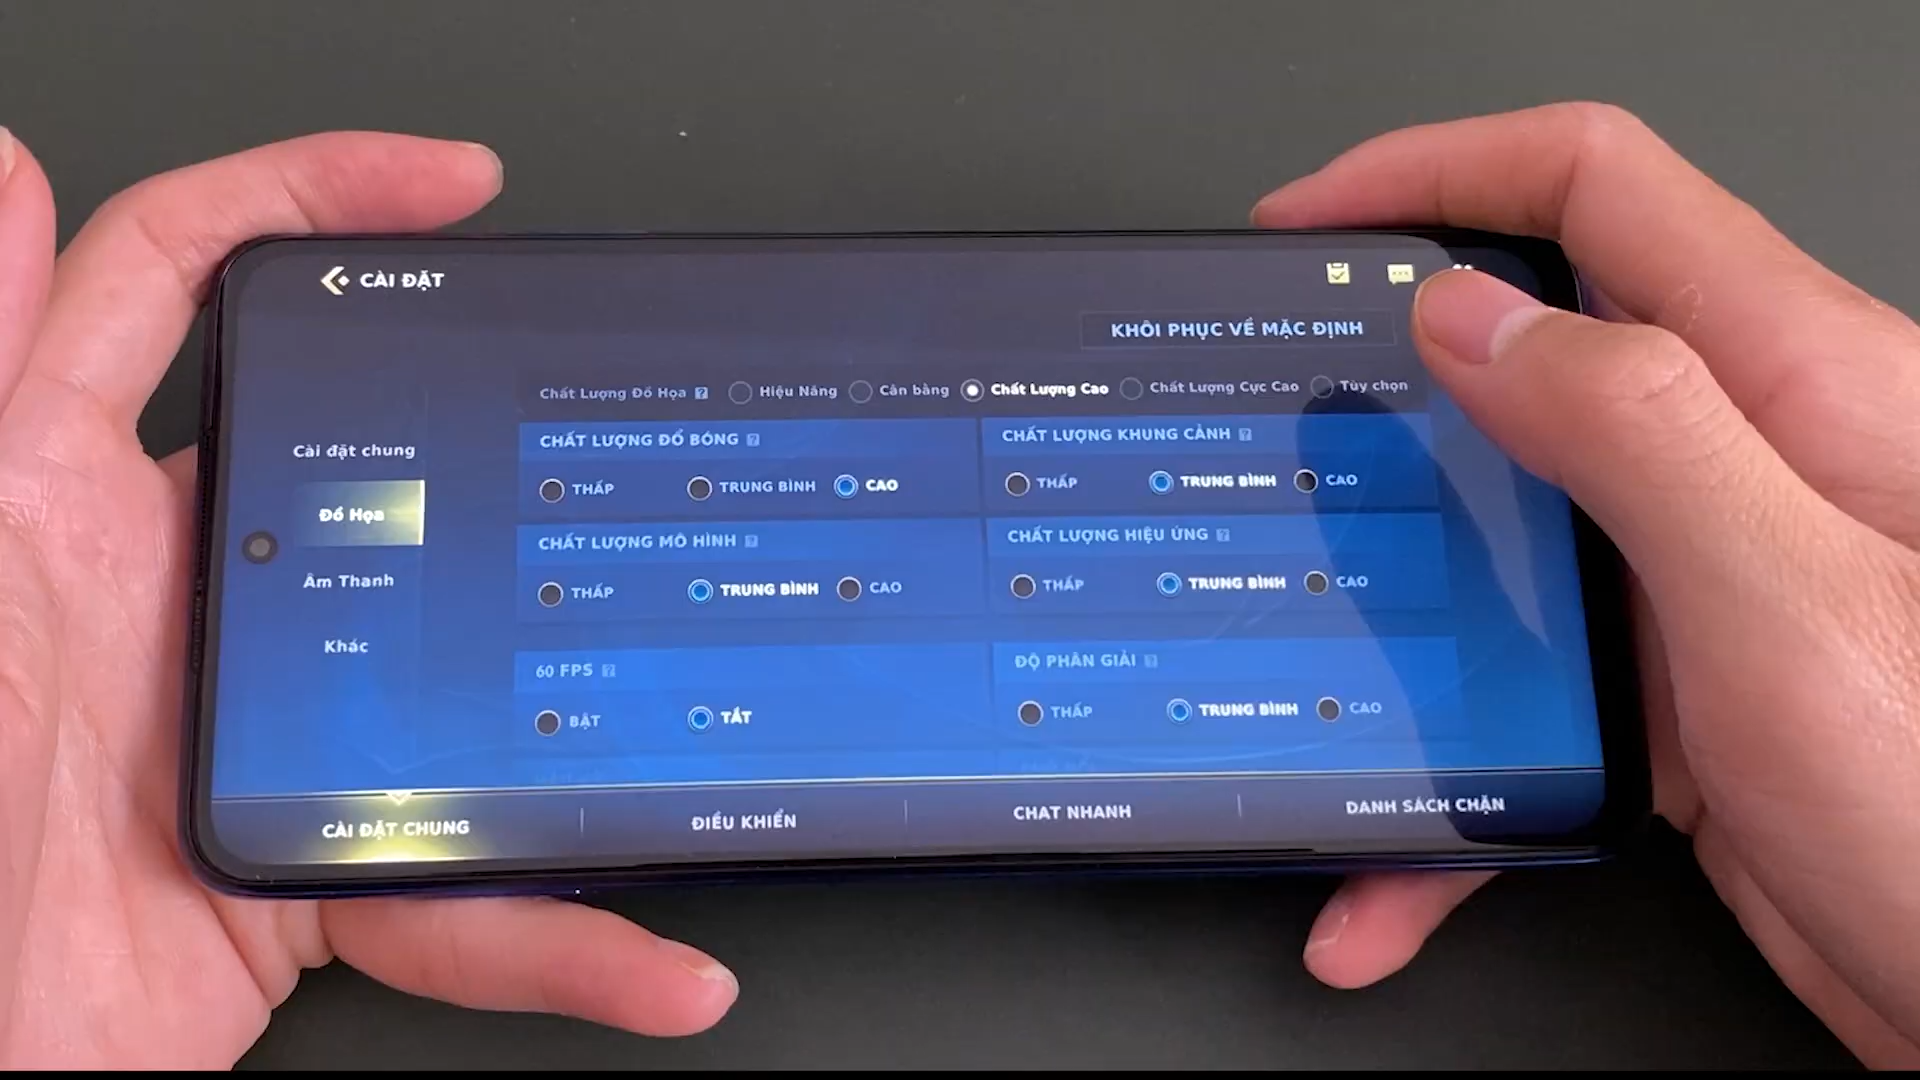 CÀI ĐẶT
KHÔI PHỤC VỀ MẶC ĐỊNH
Chất Lượng Đồ Họa ? Hiệu Năng Cân bằng Chất Lượng Cao Chất Lượng Cực Cao Tùy chọn
Cài đặt chung
Đồ Họa
Âm Thanh
Khác
CHẤT LƯỢNG ĐỔ BÓNG ?
THẤP TRUNG BÌNH CAO
CHẤT LƯỢNG KHUNG CẢNH ?
THẤP TRUNG BÌNH CAO
CHẤT LƯỢNG MÔ HÌNH ?
THẤP TRUNG BÌNH CAO
CHẤT LƯỢNG HIỆU ỨNG ?
THẤP TRUNG BÌNH CAO
60 FPS ?
BẬT TẮT
ĐỘ PHÂN GIẢI ?
THẤP TRUNG BÌNH CAO
CÀI ĐẶT CHUNG ĐIỀU KHIỂN CHAT NHANH DANH SÁCH CHẶN